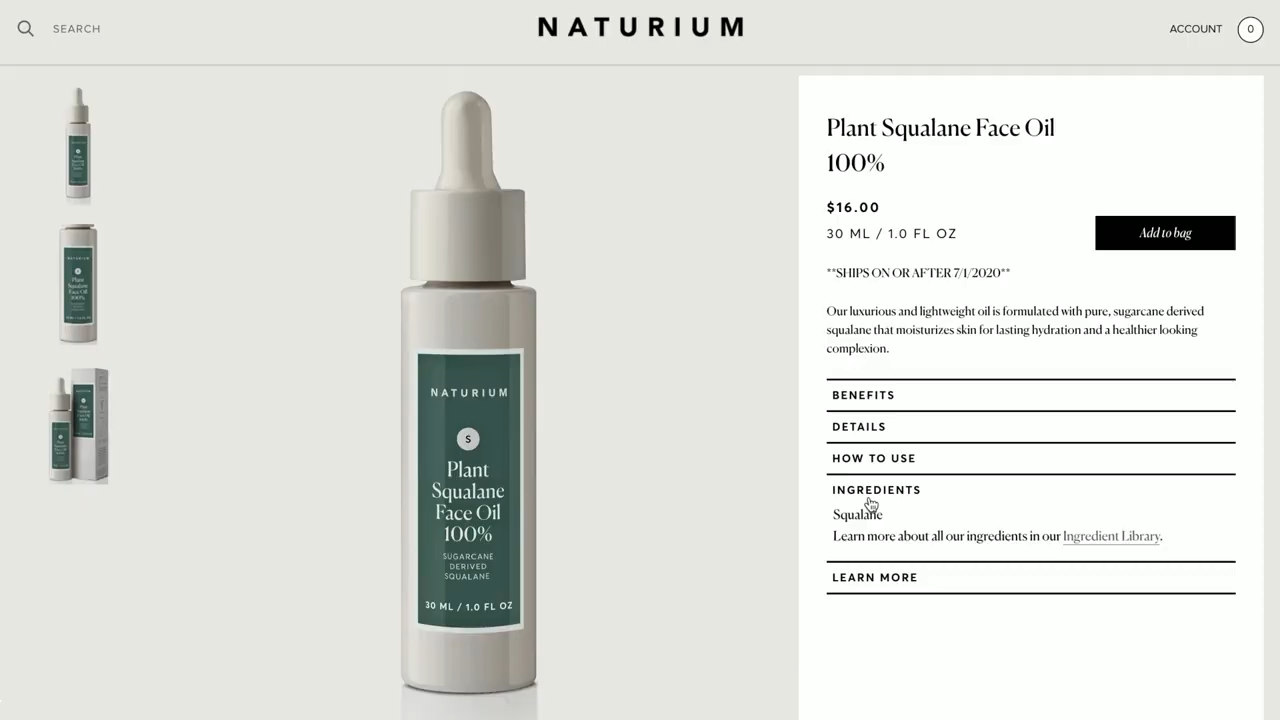 SEARCH
NATURIUM
ACCOUNT
0
NATURIUM
S
Plant
Squalane
Face Oil
100%
SUGARCANE
DERIVED
SQUALANE
30 ML / 1.0 FL OZ
Plant Squalane Face Oil
100%
$16.00
30 ML / 1.0 FL OZ
Add to bag
**SHIPS ON OR AFTER 7/1/2020**
Our luxurious and lightweight oil is formulated with pure, sugarcane derived
squalane that moisturizes skin for lasting hydration and a healthier looking
complexion.
BENEFITS
DETAILS
HOW TO USE
INGREDIENTS
Squalane
Learn more about all our ingredients in our Ingredient Library.
LEARN MORE